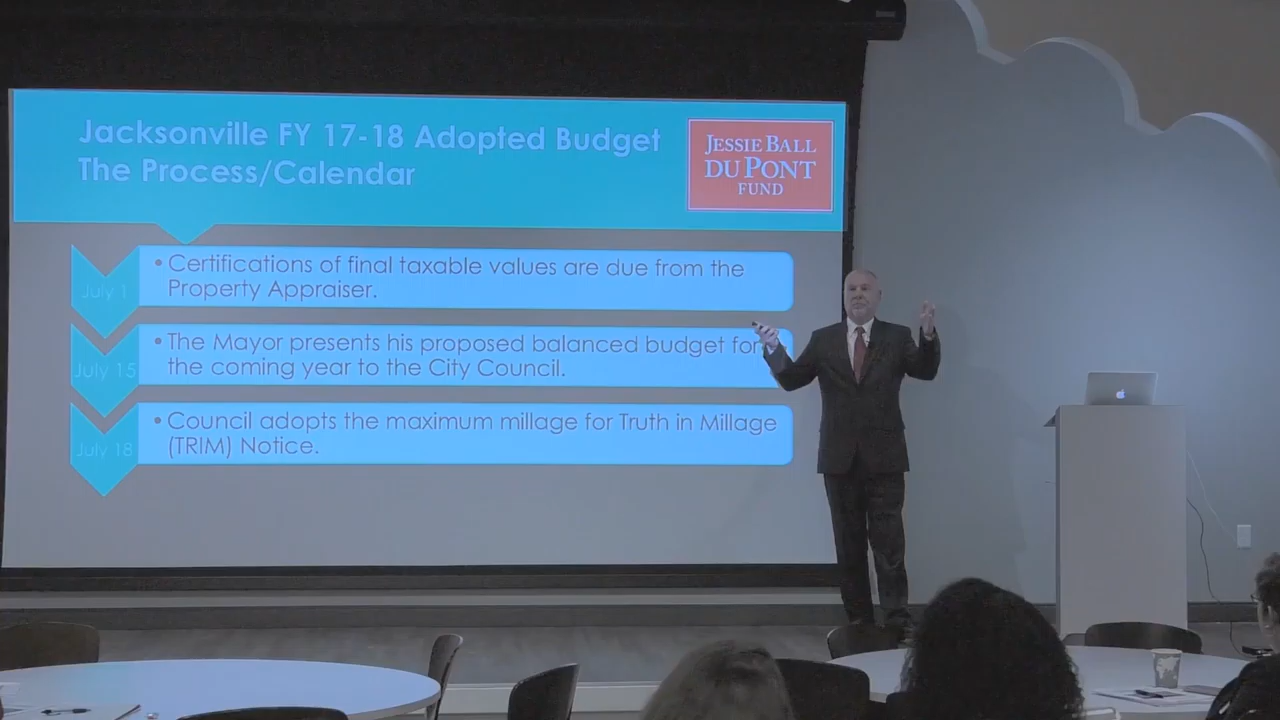 Jacksonville FY 17-18 Adopted Budget
The Process/Calendar
JESSIE BALL
DU PONT
FUND
July 1
• Certifications of final taxable values are due from the
Property Appraiser.
July 15
• The Mayor presents his proposed balanced budget for
the coming year to the City Council.
July 18
• Council adopts the maximum millage for Truth in Millage
(TRIM) Notice.